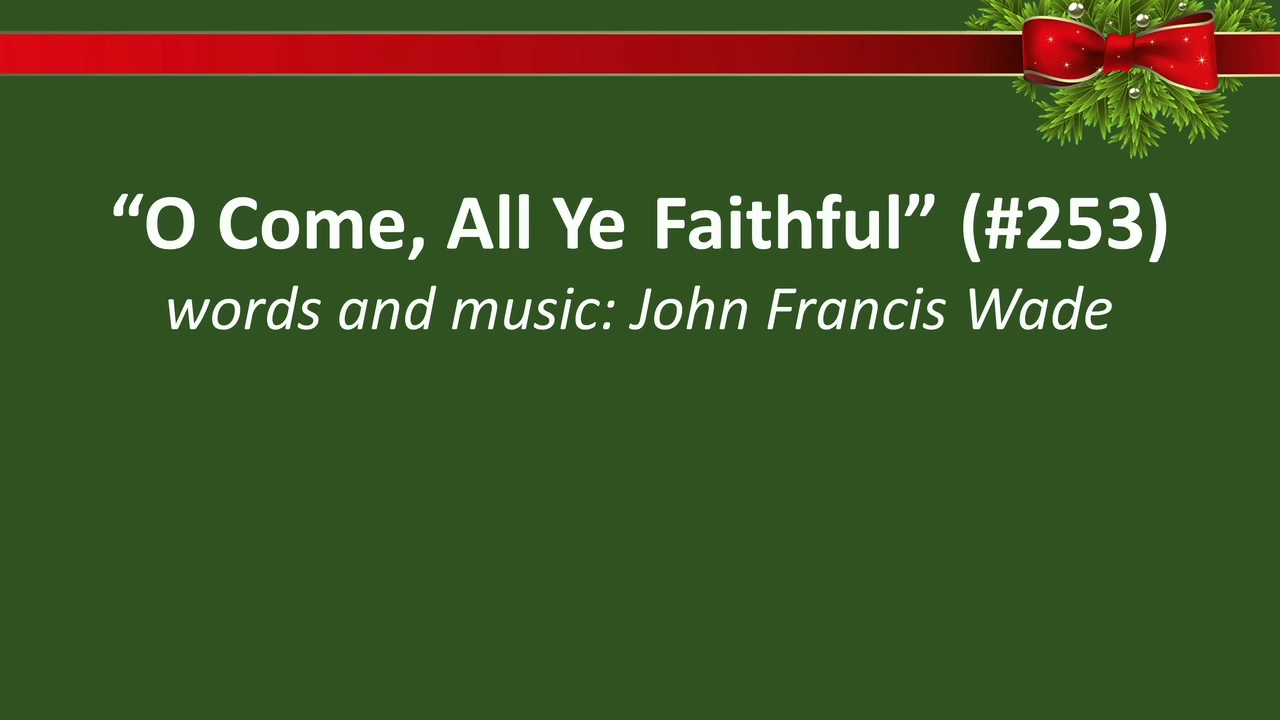 “O Come, All Ye Faithful” (#253)
words and music: John Francis Wade